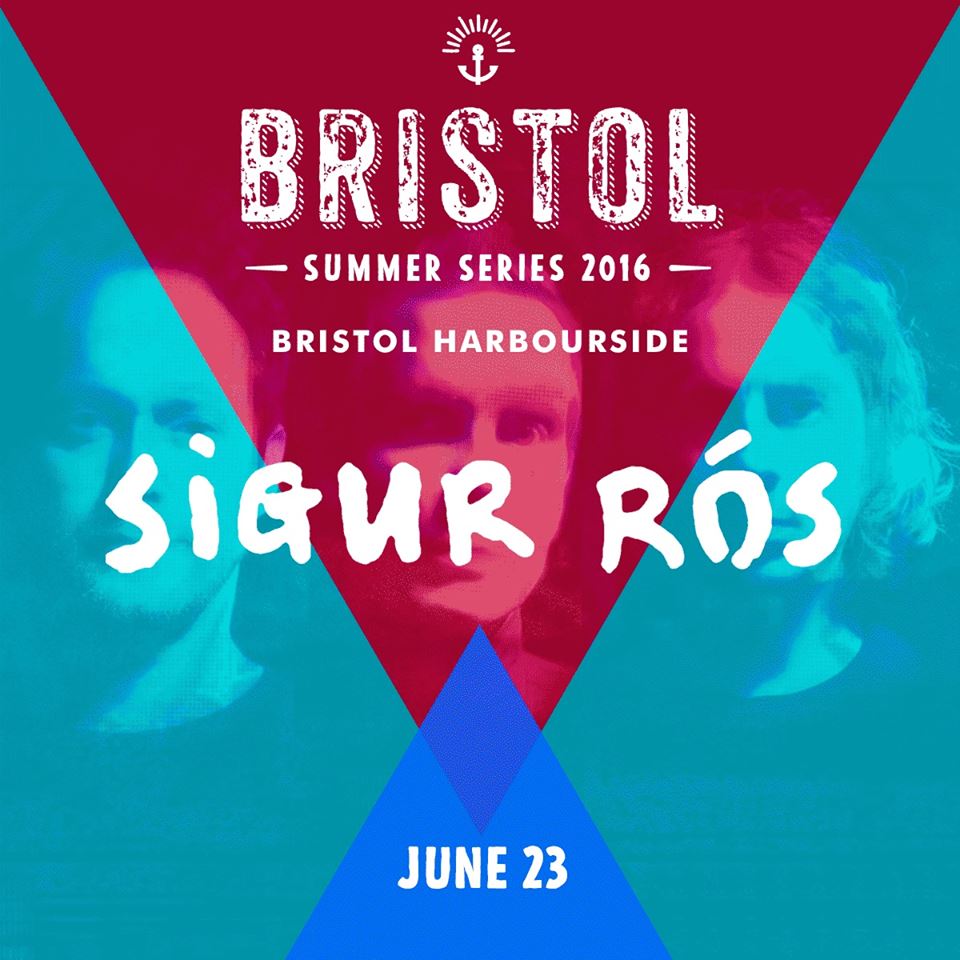 BRISTOL
SUMMER SERIES 2016
BRISTOL HARBOURSIDE
SiGUR RÓS
JUNE 23